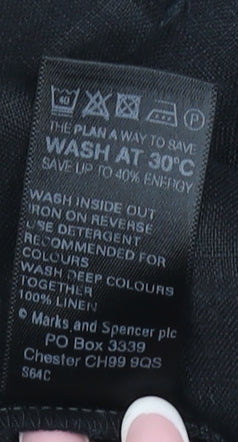 40 P
THE PLAN A WAY TO SAVE
WASH AT 30°C
SAVE UP TO 40% ENERGY
WASH INSIDE OUT
IRON ON REVERSE
USE DETERGENT
RECOMMENDED FOR
COLOURS
WASH DEEP COLOURS
TOGETHER
100% LINEN
© Marks and Spencer plc
PO Box 3339
Chester CH99 9QS
S64C